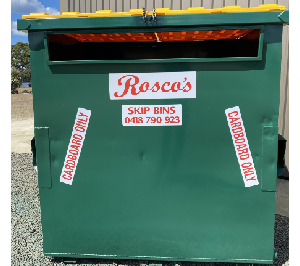 Rosco's
SKIP BINS
0418 790 923
CARDBOARD ONLY
CARDBOARD ONLY